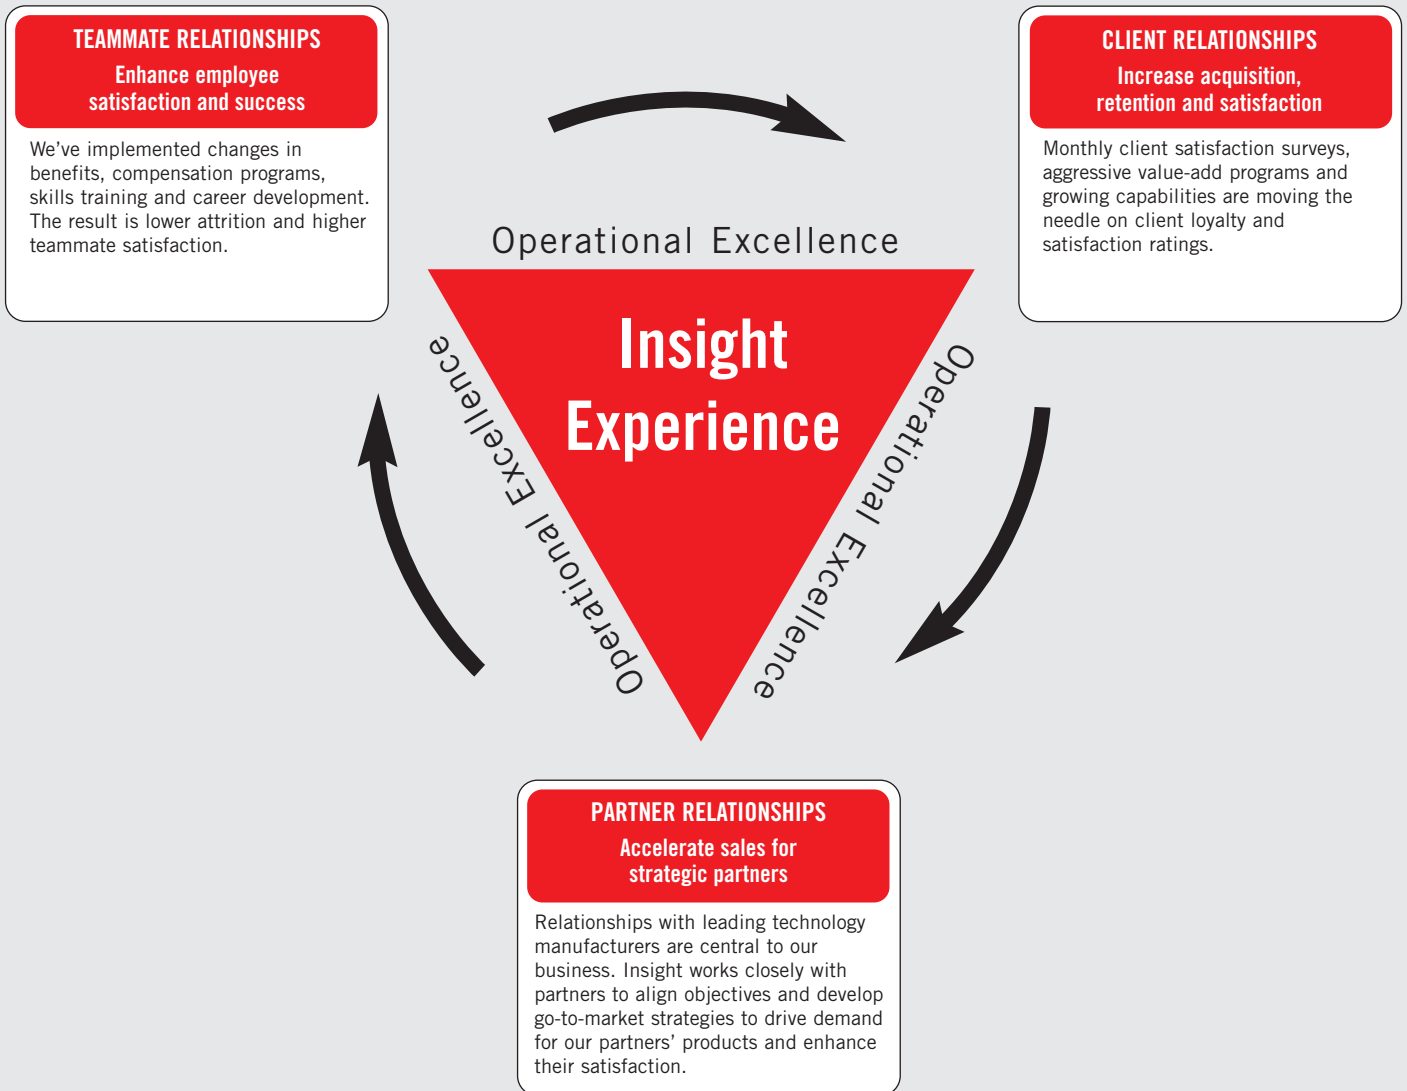 TEAMMATE RELATIONSHIPS
Enhance employee
satisfaction and success
We’ve implemented changes in
benefits, compensation programs,
skills training and career development.
The result is lower attrition and higher
teammate satisfaction.
CLIENT RELATIONSHIPS
Increase acquisition,
retention and satisfaction
Monthly client satisfaction surveys,
aggressive value-add programs and
growing capabilities are moving the
needle on client loyalty and
satisfaction ratings.
Operational Excellence
Insight
Experience
Operational Excellence
Operational Excellence
PARTNER RELATIONSHIPS
Accelerate sales for
strategic partners
Relationships with leading technology
manufacturers are central to our
business. Insight works closely with
partners to align objectives and develop
go-to-market strategies to drive demand
for our partners’ products and enhance
their satisfaction.